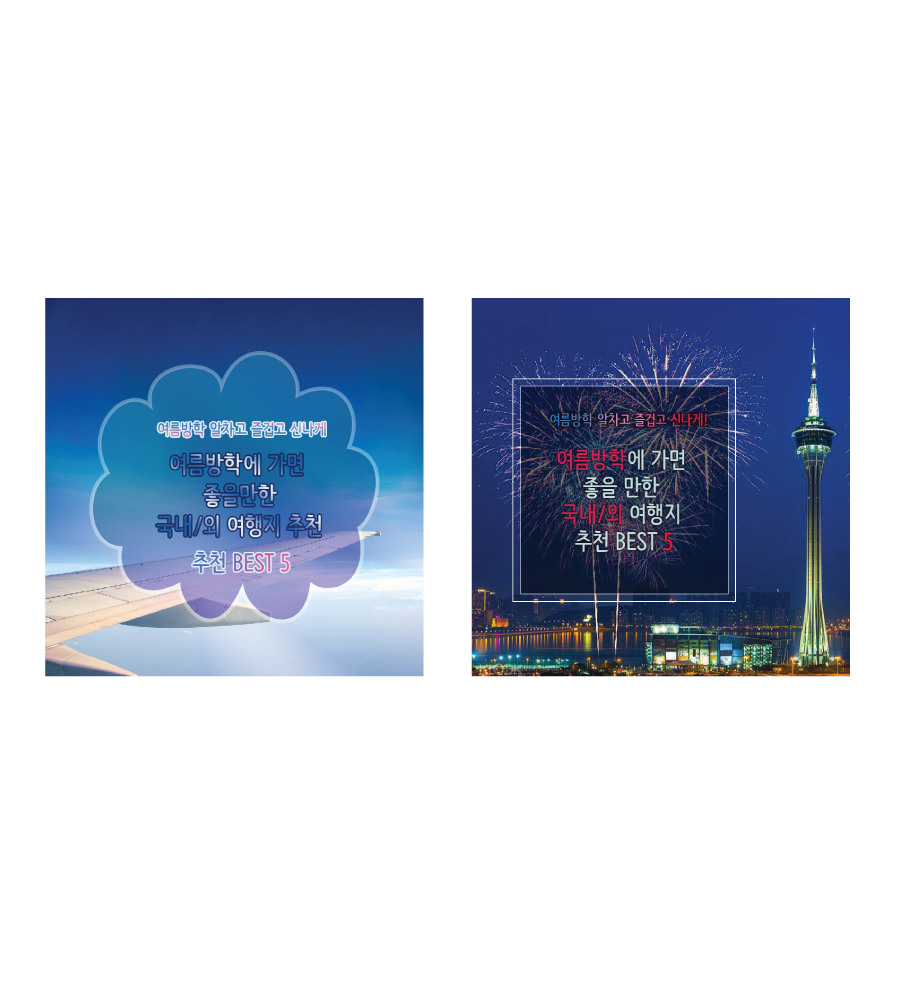 여름방학 알차고 즐겁고 신나게
여름방학에 가면
좋을만한
국내/외 여행지 추천
추천 BEST 5
여름방학 알차고 즐겁고 신나게!
여름방학에 가면
좋을 만한
국내/외 여행지
추천 BEST 5